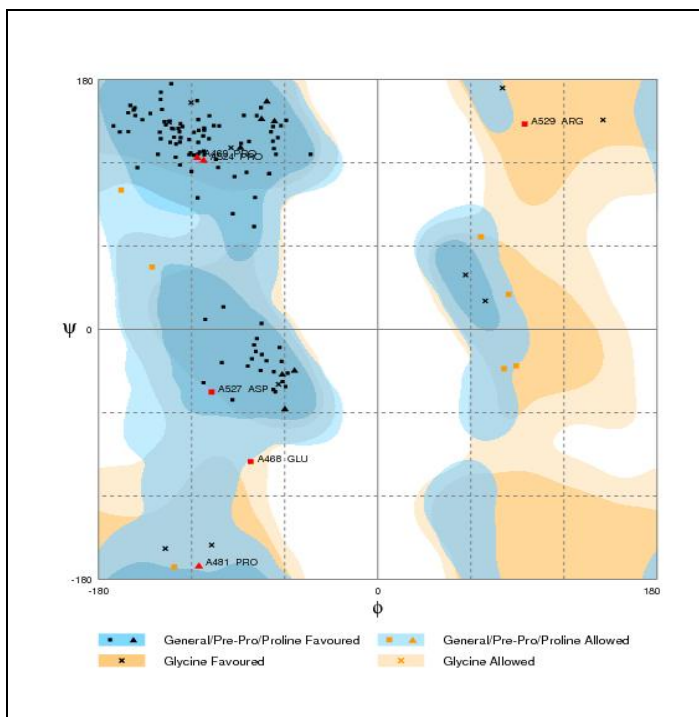 180
A529 ARG
A524 PRO
ψ
0
A527 ASP
A468 GLU
A481 PRO
-180
-180
0
180
ϕ
General/Pre-Pro/Proline Favoured
General/Pre-Pro/Proline Allowed
Glycine Favoured
Glycine Allowed